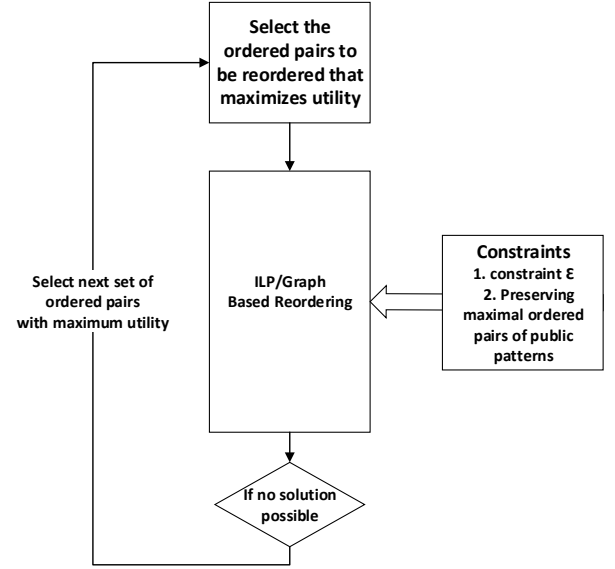 Select the
ordered pairs to
be reordered that
maximizes utility
ILP/Graph
Based Reordering
Constraints
1. constraint Ɛ
2. Preserving
maximal ordered
pairs of public
patterns
Select next set of
ordered pairs
with maximum utility
If no solution
possible